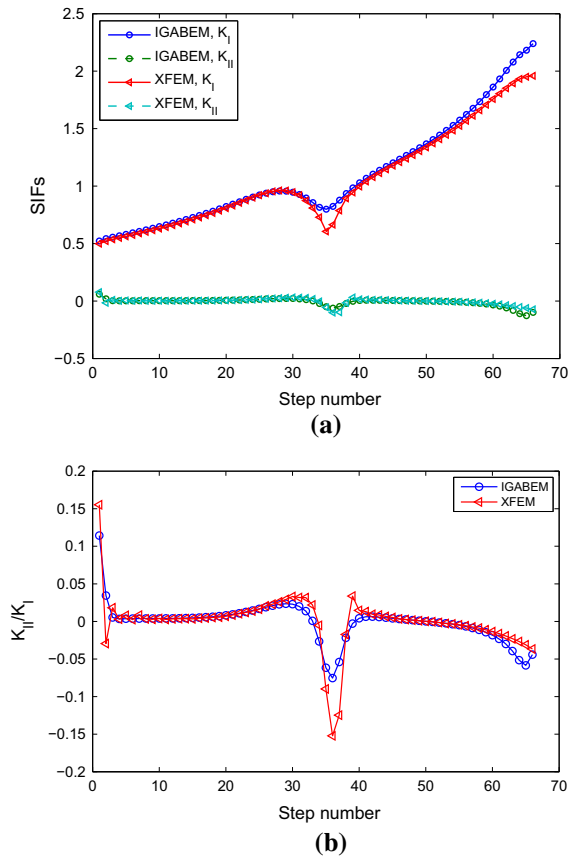 (a)
2.5
2
1.5
1
0.5
0
−0.5
SIFs
IGABEM, K_I
IGABEM, K_II
XFEM, K_I
XFEM, K_II
0 10 20 30 40 50 60 70
Step number
(a)
0.2
0.15
0.1
0.05
0
−0.05
−0.1
−0.15
−0.2
K_II/K_I
IGABEM
XFEM
0 10 20 30 40 50 60 70
Step number
(b)